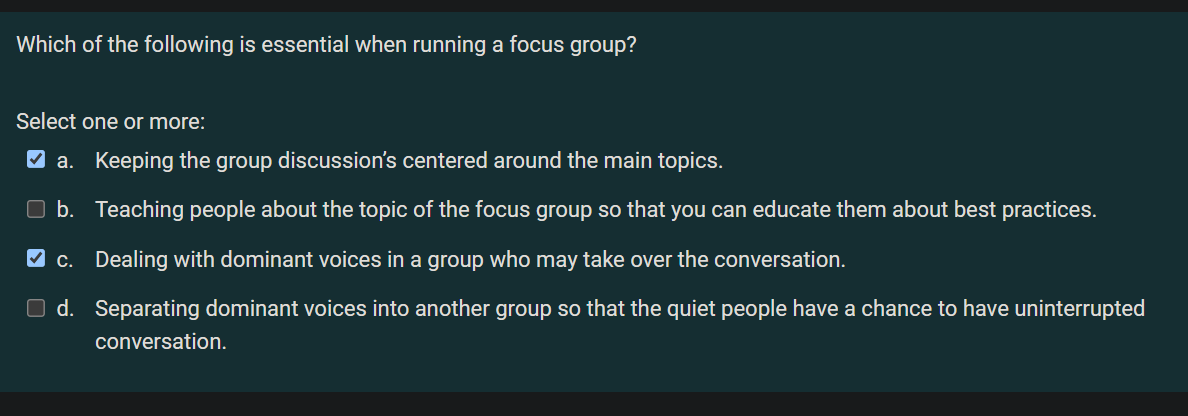 Which of the following is essential when running a focus group?
Select one or more:
a. Keeping the group discussion’s centered around the main topics.
b. Teaching people about the topic of the focus group so that you can educate them about best practices.
c. Dealing with dominant voices in a group who may take over the conversation.
d. Separating dominant voices into another group so that the quiet people have a chance to have uninterrupted
conversation.